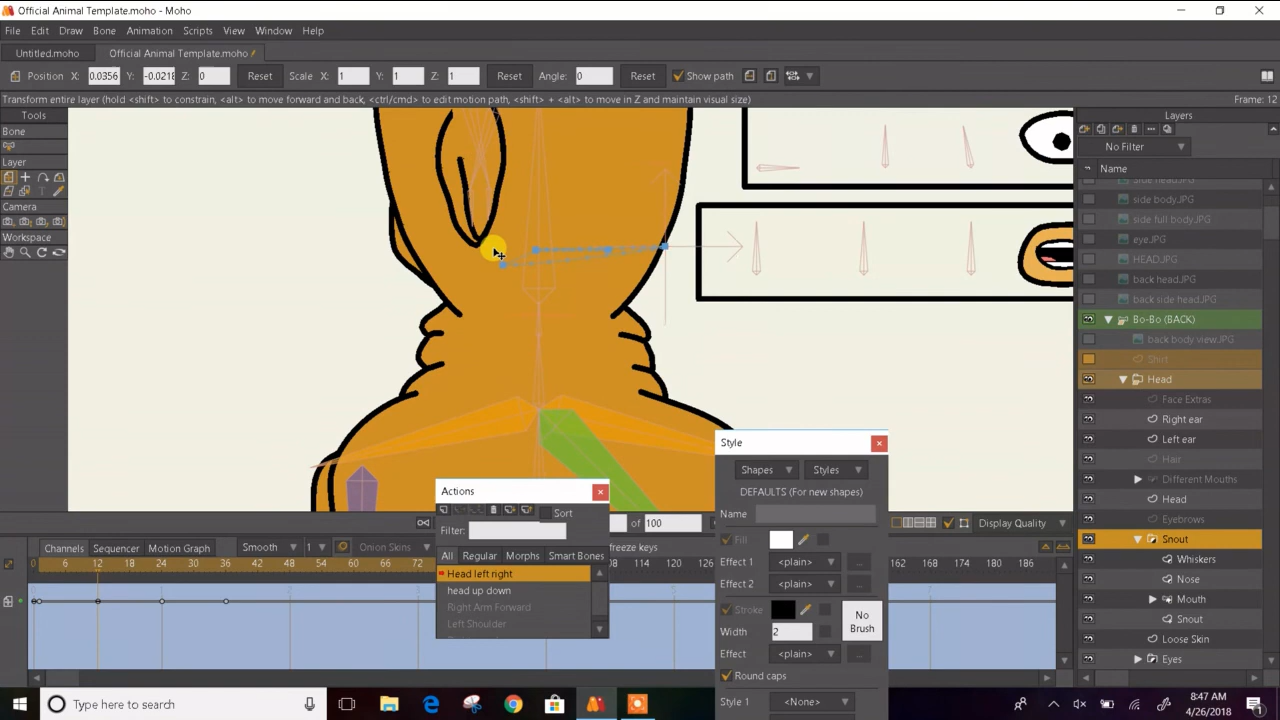 Official Animal Template.moho - Moho
File Edit Draw Bone Animation Scripts View Window Help
Untitled.moho Official Animal Template.moho
Position X: 0.0356 Y: -0.0218 Z: 0 Reset Scale X: 1 Y: 1 Z: 1 Reset Angle: 0 Reset Show path
Transform entire layer (hold <shift> to constrain, <alt> to move forward and back, <ctrl/cmd> to edit motion path, <shift> + <alt> to move in Z and maintain visual size) Frame: 12
Tools
Bone
Layer
Camera
Workspace
Layers
No Filter
Name
side head.JPG
side body.JPG
side full body.JPG
eye.JPG
HEAD.JPG
back head.JPG
back side head.JPG
Bo-Bo (BACK)
back body view.JPG
Shirt
Head
Face Extras
Right ear
Left ear
Hair
Different Mouths
Head
Eyebrows
Snout
Whiskers
Nose
Mouth
Snout
Loose Skin
Eyes
Style
Shapes Styles
DEFAULTS (For new shapes)
Name
Fill
Effect 1 <plain> ...
Effect 2 <plain> ...
Stroke
No Brush
Width 2
Effect <plain> ...
Round caps
Style 1 <None>
Actions
Sort
Filter:
All Regular Morphs Smart Bones
Head left right
head up down
Right Arm Forward
Left Shoulder
of 100 Display Quality
Channels Sequencer Motion Graph Smooth 1 Onion Skins freeze keys
0 6 12 18 24 30 36 42 48 54 60 66 72 108 114 120 126 132 138 144 150 156 162 168 174 180 186
Type here to search
8:47 AM
4/26/2018